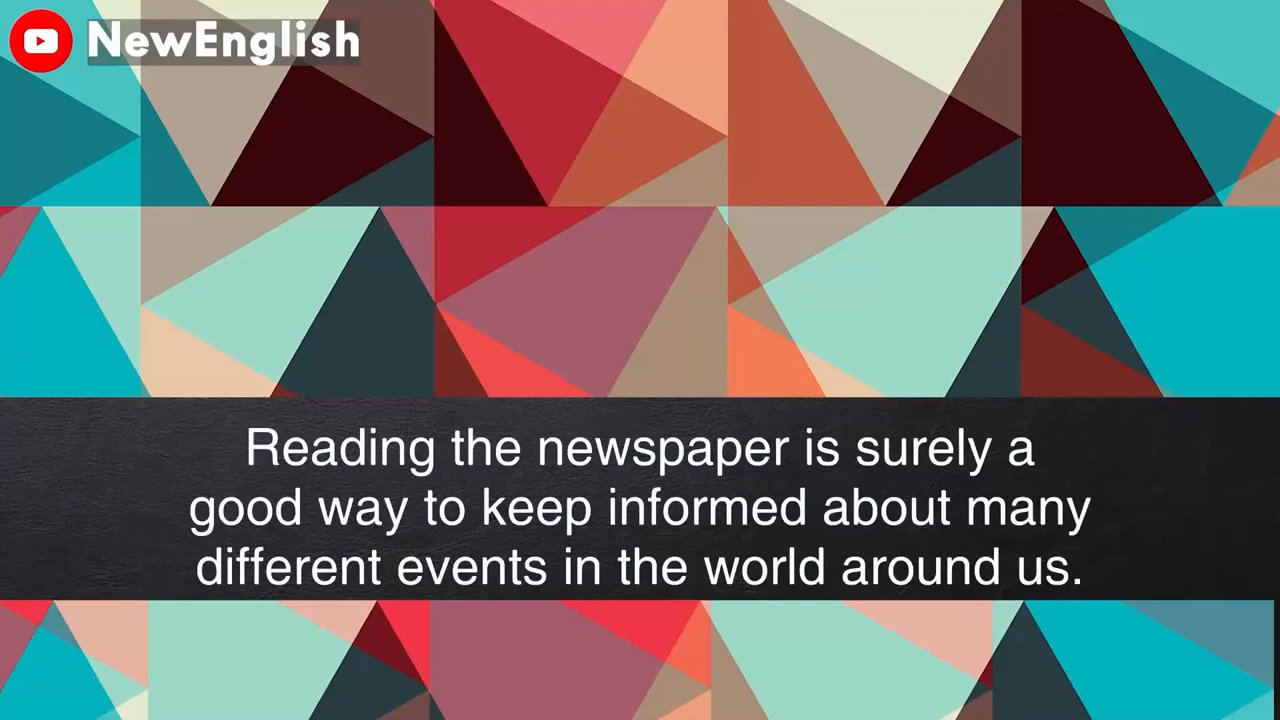 NewEnglish
Reading the newspaper is surely a
good way to keep informed about many
different events in the world around us.